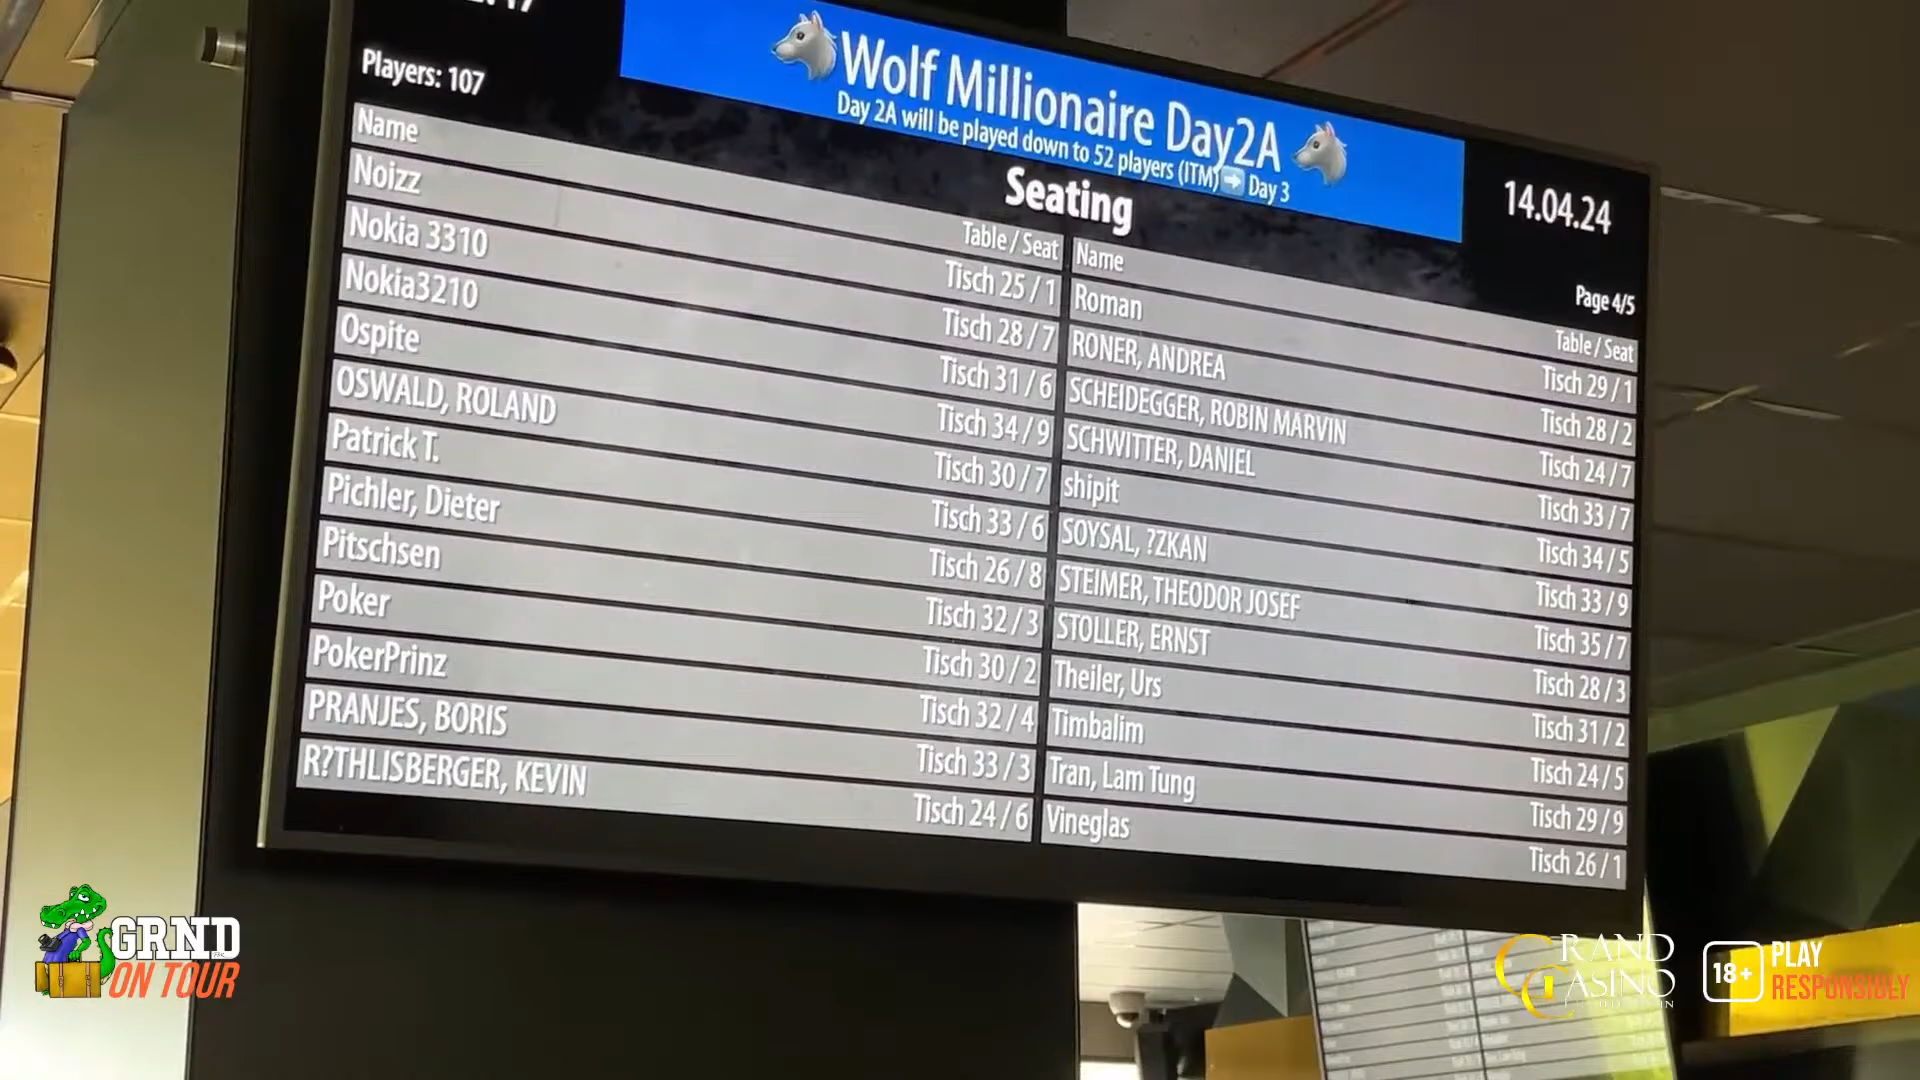 Players: 107
Wolf Millionaire Day2A
Day 2A will be played down to 52 players (ITM)➡ Day 3
Seating
14.04.24
Page 4/5
Name Table / Seat
Noizz Tisch 25 / 1
Nokia 3310 Tisch 28 / 7
Nokia3210 Tisch 31 / 6
Ospite Tisch 34 / 9
OSWALD, ROLAND Tisch 30 / 7
Patrick T. Tisch 33 / 6
Pichler, Dieter Tisch 26 / 8
Pitschsen Tisch 32 / 3
Poker Tisch 30 / 2
PokerPrinz Tisch 32 / 4
PRANJES, BORIS Tisch 33 / 3
R?THLISBERGER, KEVIN Tisch 24 / 6
Name Table / Seat
Roman Tisch 29 / 1
RONER, ANDREA Tisch 28 / 2
SCHEIDEGGER, ROBIN MARVIN Tisch 24 / 7
SCHWITTER, DANIEL Tisch 33 / 7
shipit Tisch 34 / 5
SOYSAL, ?ZKAN Tisch 33 / 9
STEIMER, THEODOR JOSEF Tisch 35 / 7
STOLLER, ERNST Tisch 28 / 3
Theiler, Urs Tisch 31 / 2
Timbalim Tisch 24 / 5
Tran, Lam Tung Tisch 29 / 9
Vineglas Tisch 26 / 1
GRND
ON TOUR
GRAND
CASINO
18+
PLAY
RESPONSIBLY